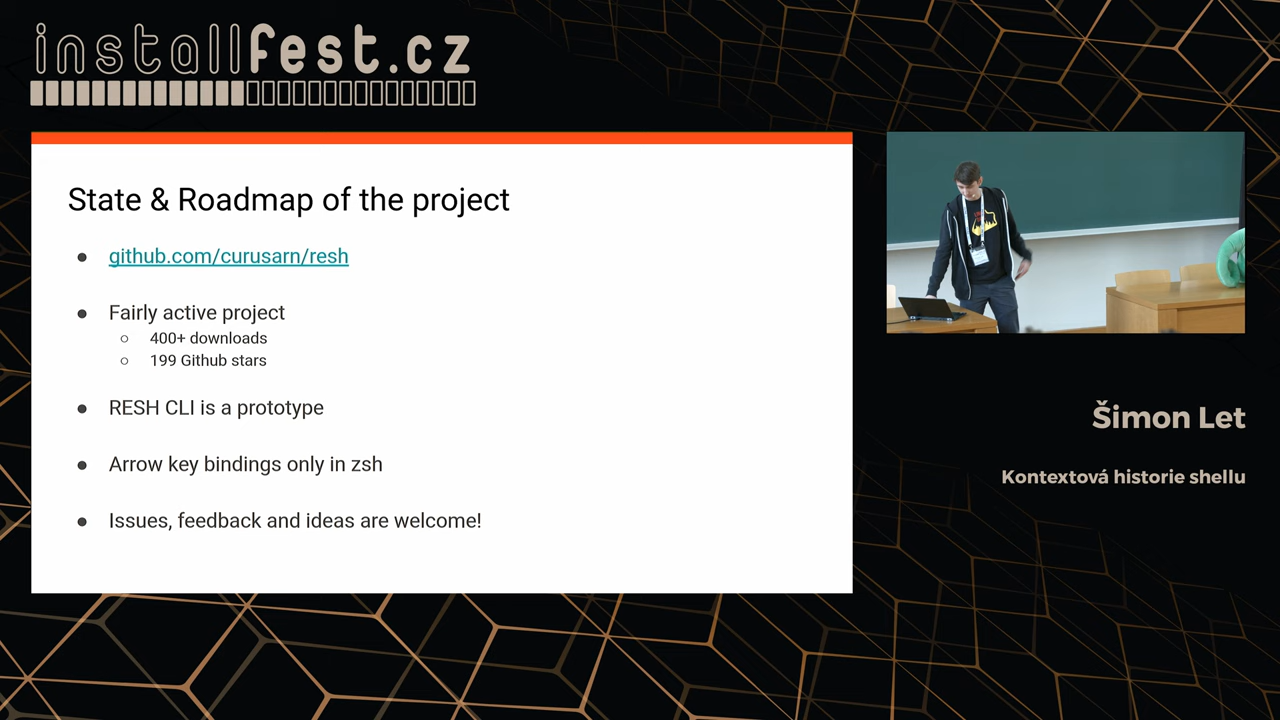 installfest.cz
State & Roadmap of the project
github.com/curusarn/resh
Fairly active project
400+ downloads
199 Github stars
RESH CLI is a prototype
Arrow key bindings only in zsh
Issues, feedback and ideas are welcome!
Šimon Let
Kontextová historie shellu